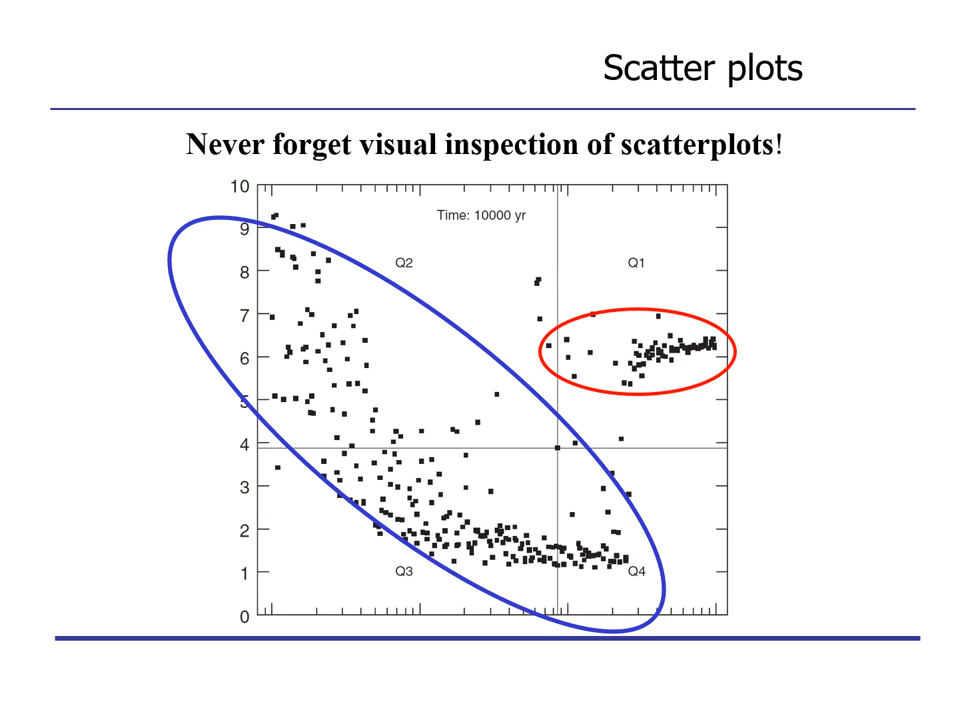 Scatter plots
Never forget visual inspection of scatterplots!
10
Time: 10000 yr
9
Q2
Q1
8
7
6
5
4
3
2
1
Q3
Q4
0